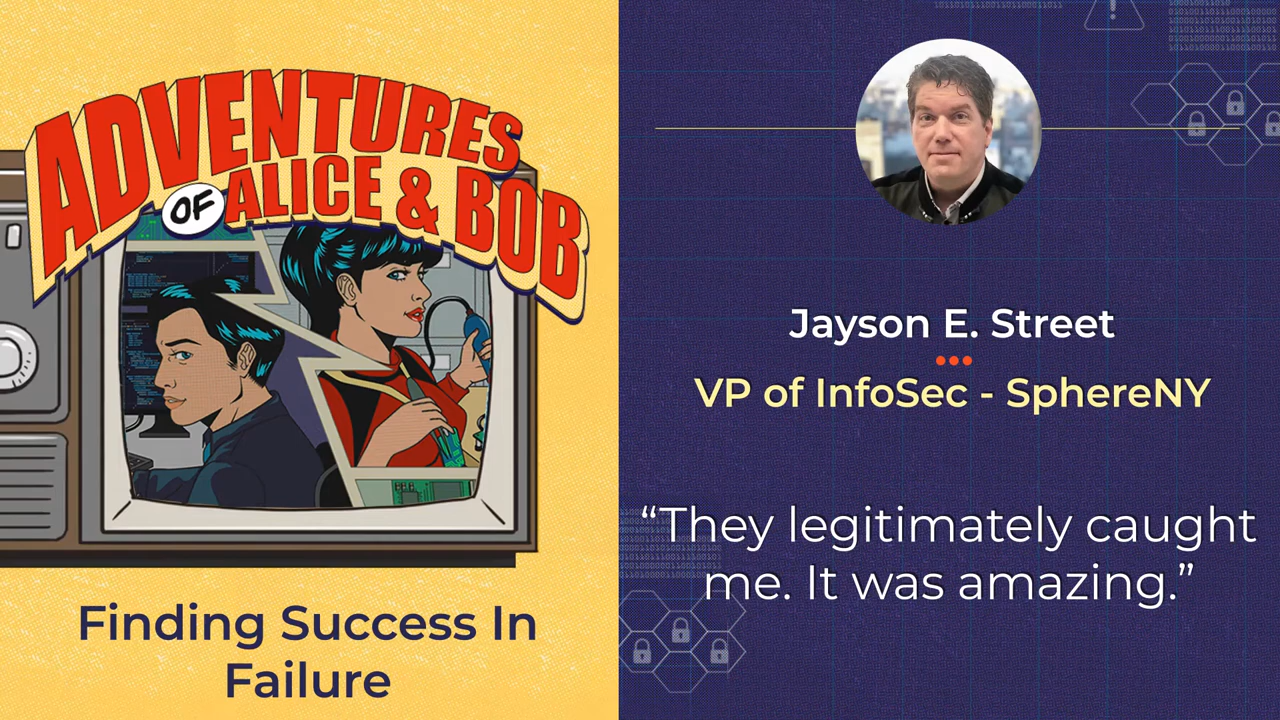 ADVENTURES
OF ALICE & BOB
Finding Success In
Failure
Jayson E. Street
VP of InfoSec - SphereNY
“They legitimately caught
me. It was amazing.”